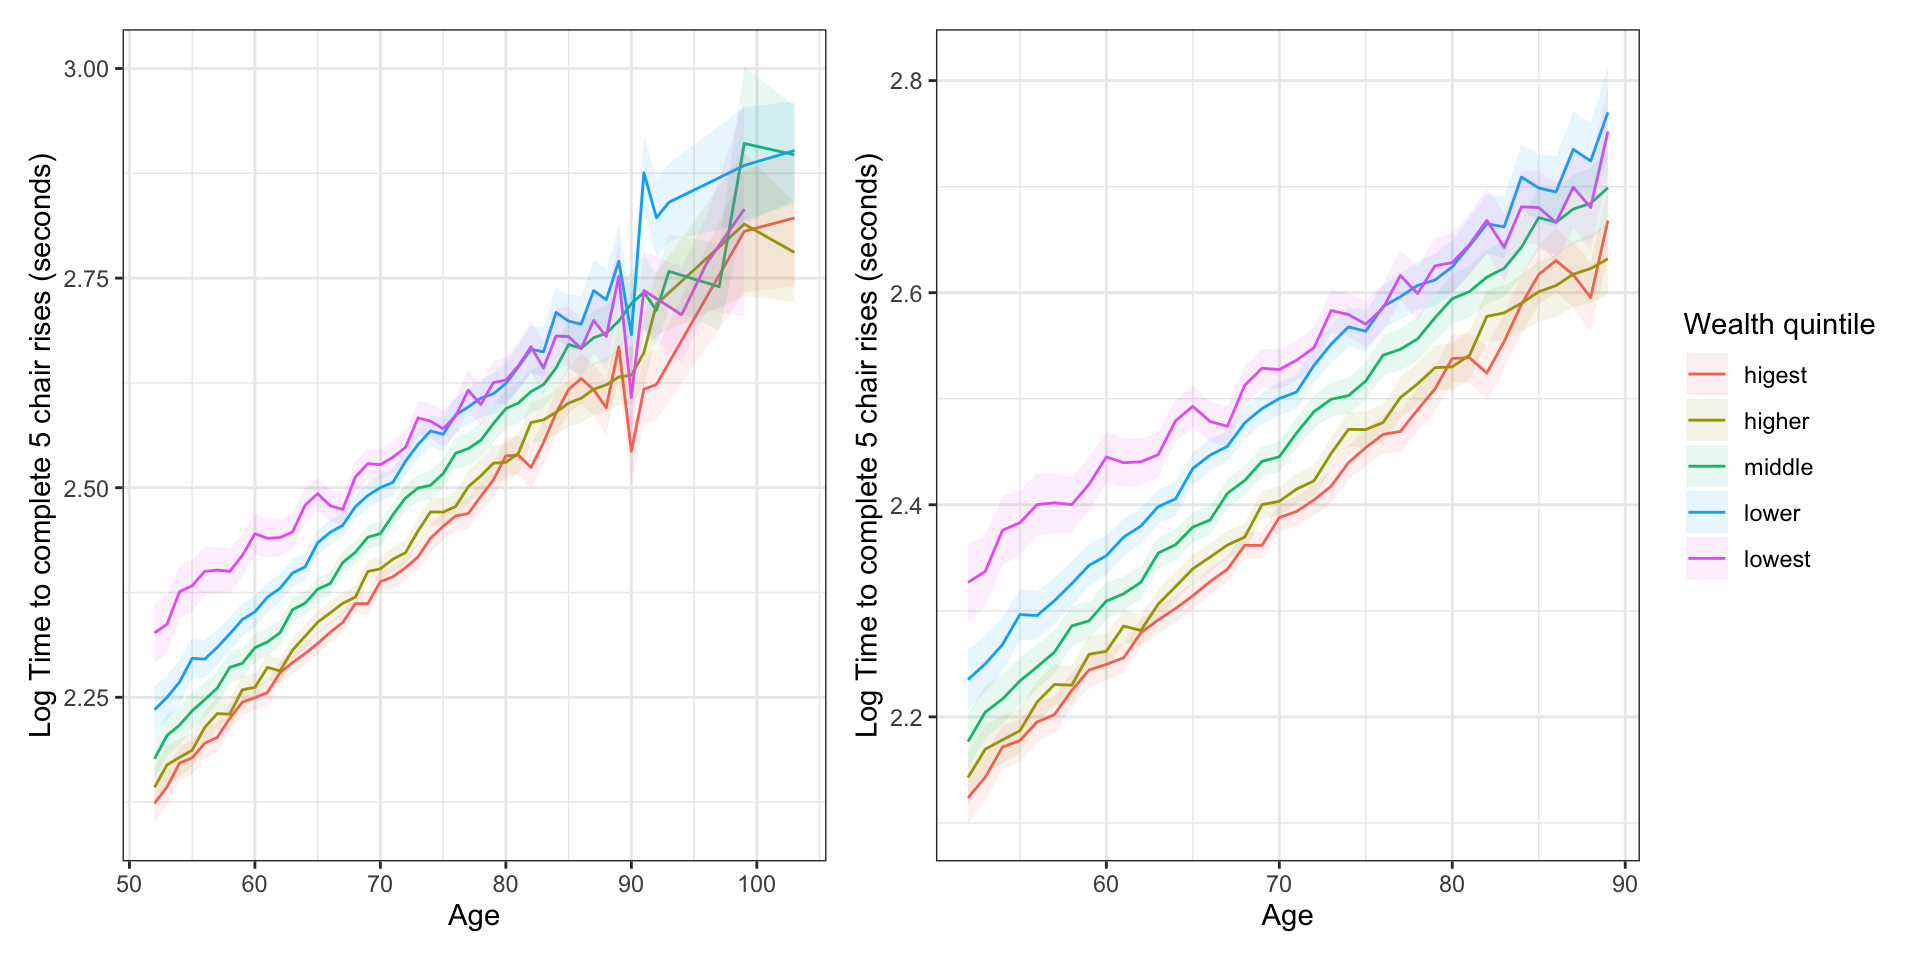 Log Time to complete 5 chair rises (seconds)
3.00
2.75
2.50
2.25
50 60 70 80 90 100
Age
Log Time to complete 5 chair rises (seconds)
2.8
2.6
2.4
2.2
60 70 80 90
Age
Wealth quintile
higest
higher
middle
lower
lowest